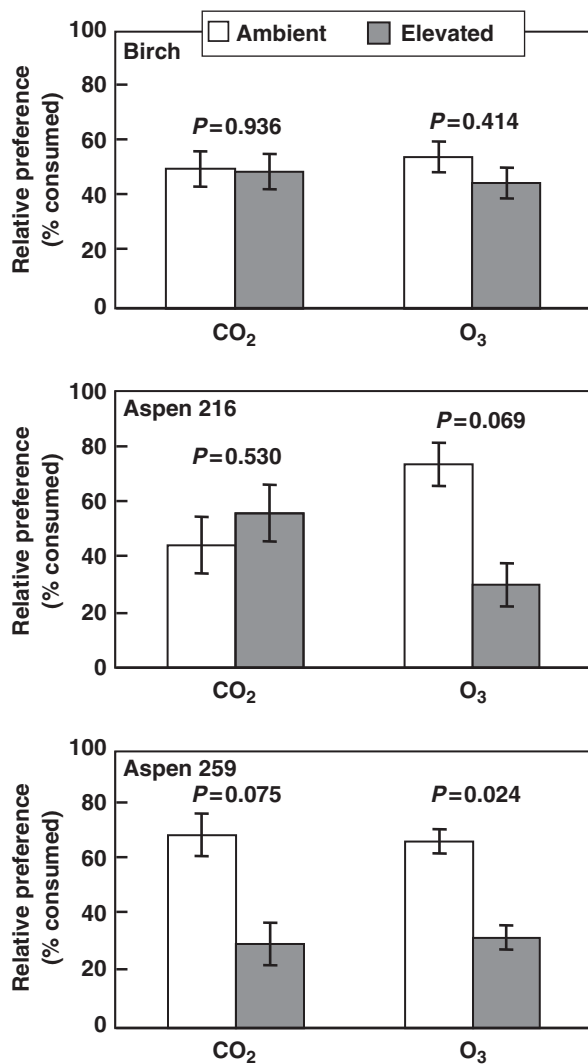 Ambient Elevated
Birch
P=0.936
P=0.414
Relative preference
(% consumed)
100
80
60
40
20
0
CO₂ O₃
Aspen 216
P=0.530
P=0.069
Relative preference
(% consumed)
100
80
60
40
20
0
CO₂ O₃
Aspen 259
P=0.075 P=0.024
Relative preference
(% consumed)
100
80
60
40
20
0
CO₂ O₃